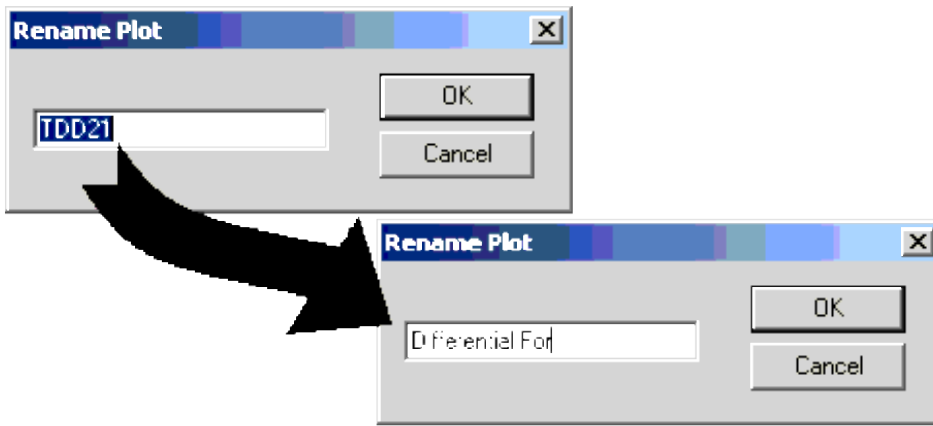 Rename Plot
TDD21
OK
Cancel
Rename Plot
Differential For
OK
Cancel